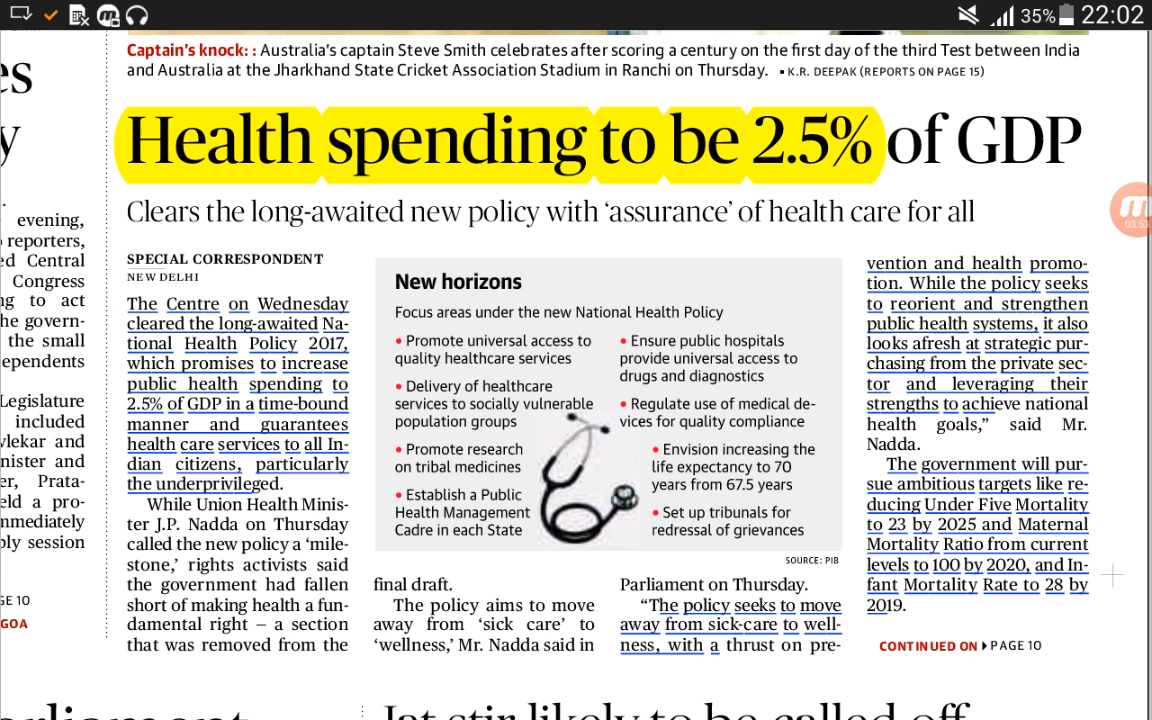 35% 22:02
Captain's knock: : Australia's captain Steve Smith celebrates after scoring a century on the first day of the third Test between India
and Australia at the Jharkhand State Cricket Association Stadium in Ranchi on Thursday. ▪ K.R. DEEPAK (REPORTS ON PAGE 15)
es
y
.
evening,
reporters,
ed Central
Congress
ng to act
he govern-
the small
ependents
Legislature
included
vlekar and
nister and
er, Prata-
eld a pro-
mmediately
bly session
GE 10
GOA
Health spending to be 2.5% of GDP
Clears the long-awaited new policy with ‘assurance’ of health care for all
SPECIAL CORRESPONDENT
NEW DELHI
The Centre on Wednesday
cleared the long-awaited Na-
tional Health Policy 2017,
which promises to increase
public health spending to
2.5% of GDP in a time-bound
manner and guarantees
health care services to all In-
dian citizens, particularly
the underprivileged.
While Union Health Minis-
ter J.P. Nadda on Thursday
called the new policy a ‘mile-
stone,’ rights activists said
the government had fallen
short of making health a fun-
damental right – a section
that was removed from the
New horizons
Focus areas under the new National Health Policy
• Promote universal access to
quality healthcare services
• Delivery of healthcare
services to socially vulnerable
population groups
• Promote research
on tribal medicines
• Establish a Public
Health Management
Cadre in each State
• Ensure public hospitals
provide universal access to
drugs and diagnostics
• Regulate use of medical de-
vices for quality compliance
• Envision increasing the
life expectancy to 70
years from 67.5 years
• Set up tribunals for
redressal of grievances
SOURCE: PIB
final draft.
The policy aims to move
away from ‘sick care’ to
‘wellness,’ Mr. Nadda said in
Parliament on Thursday.
“The policy seeks to move
away from sick-care to well-
ness, with a thrust on pre-
vention and health promo-
tion. While the policy seeks
to reorient and strengthen
public health systems, it also
looks afresh at strategic pur-
chasing from the private sec-
tor and leveraging their
strengths to achieve national
health goals,” said Mr.
Nadda.
The government will pur-
sue ambitious targets like re-
ducing Under Five Mortality
to 23 by 2025 and Maternal
Mortality Ratio from current
levels to 100 by 2020, and In-
fant Mortality Rate to 28 by
2019.
CONTINUED ON PAGE 10
03:53
Jat stir likely to be called off